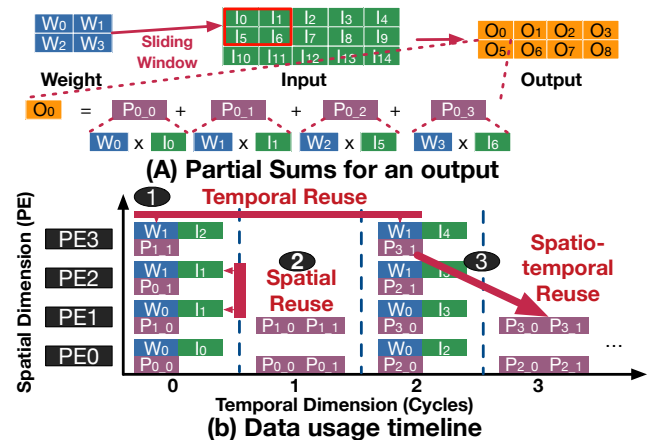 W0 W1
W2 W3
Weight
Sliding
Window
I0 I1 I2 I3 I4
I5 I6 I7 I8 I9
I10 I11 I12 I13 I14
Input
O0 O1 O2 O3
O5 O6 O7 O8
Output
O0 = P0_0 + P0_1 + P0_2 + P0_3
W0 x I0 W1 x I1 W2 x I5 W3 x I6
(A) Partial Sums for an output
Spatial Dimension (PE)
1 Temporal Reuse
PE3 W1 I2 W1 I4
P1_1 P3_1
PE2 W1 I1 W1
P0_1 P2_1
PE1 W0 I1 W0 I3
P1_0 P1_0 P1_1 P3_0 P3_0 P3_1
PE0 W0 I0 W0 I2
P0_0 P0_0 P0_1 P2_0 P2_0 P2_1
2
Spatial
Reuse
3
Spatio-
temporal
Reuse
...
0 1 2 3
Temporal Dimension (Cycles)
(b) Data usage timeline